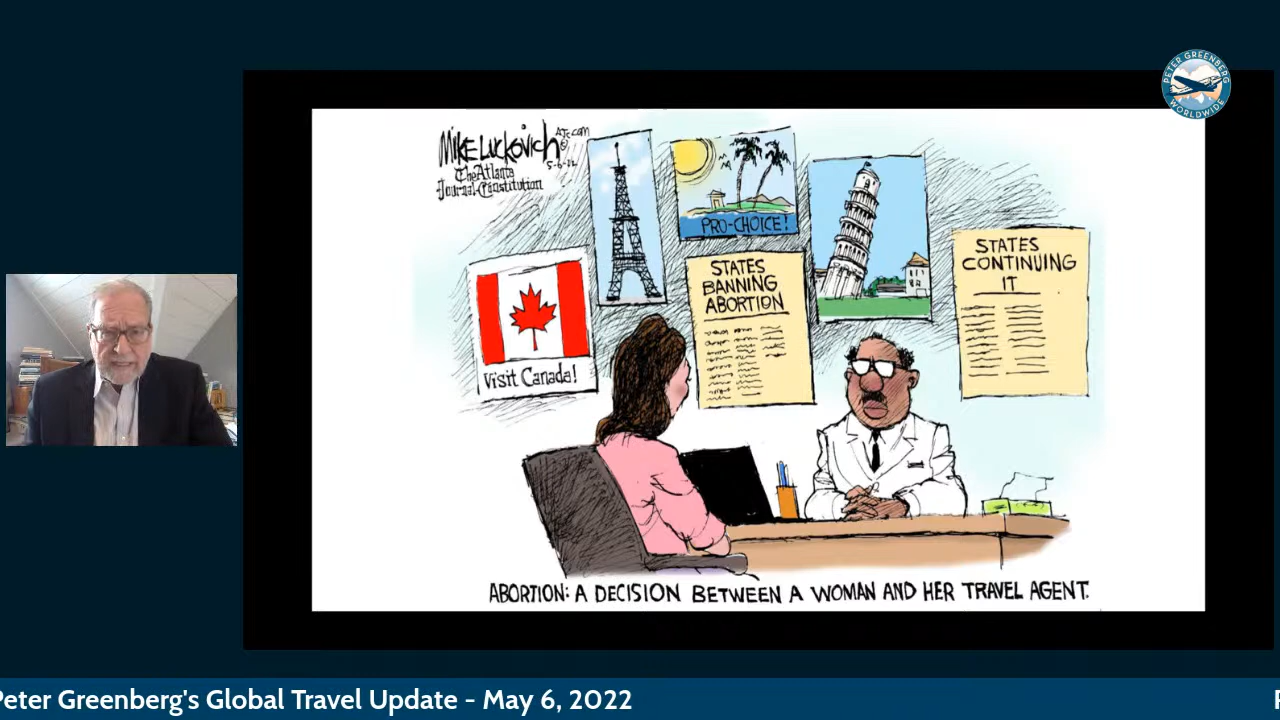 PETER GREENBERG
WORLDWIDE
MIKE LUCKOVICH
AJC.COM
©
5-6-22
The Atlanta
Journal-Constitution
PRO-CHOICE!
STATES
BANNING
ABORTION
STATES
CONTINUING
IT
Visit Canada!
ABORTION: A DECISION BETWEEN A WOMAN AND HER TRAVEL AGENT.
Peter Greenberg's Global Travel Update - May 6, 2022